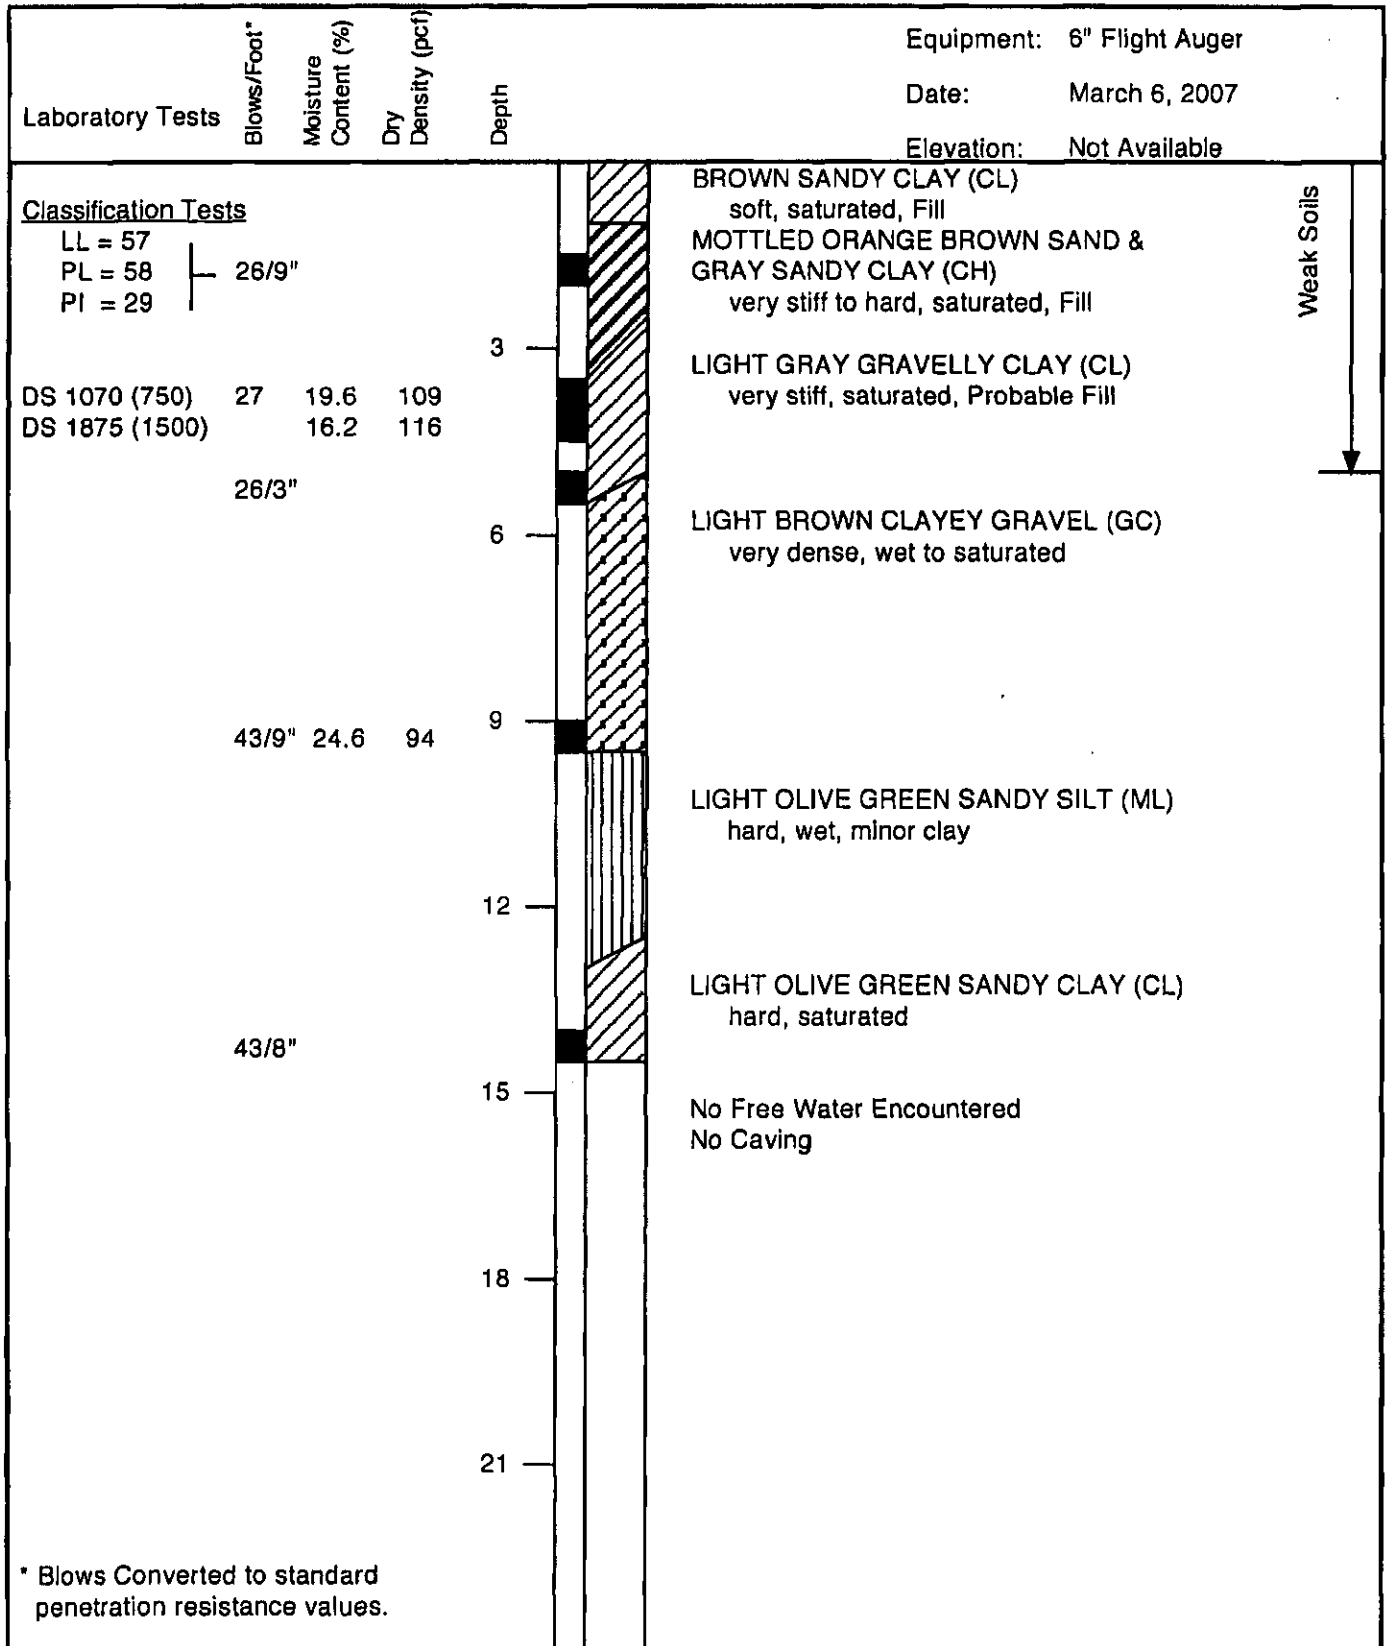 Laboratory Tests
Blows/Foot*
Moisture
Content (%)
Dry
Density (pcf)
Depth
Equipment: 6" Flight Auger
Date: March 6, 2007
Elevation: Not Available
BROWN SANDY CLAY (CL)
soft, saturated, Fill
Classification Tests
LL = 57
PL = 58
PI = 29
26/9"
MOTTLED ORANGE BROWN SAND &
GRAY SANDY CLAY (CH)
very stiff to hard, saturated, Fill
Weak Soils
3
LIGHT GRAY GRAVELLY CLAY (CL)
very stiff, saturated, Probable Fill
DS 1070 (750) 27 19.6 109
DS 1875 (1500) 16.2 116
26/3"
6
LIGHT BROWN CLAYEY GRAVEL (GC)
very dense, wet to saturated
9
43/9" 24.6 94
LIGHT OLIVE GREEN SANDY SILT (ML)
hard, wet, minor clay
12
LIGHT OLIVE GREEN SANDY CLAY (CL)
hard, saturated
43/8"
15
No Free Water Encountered
No Caving
18
21
* Blows Converted to standard
penetration resistance values.